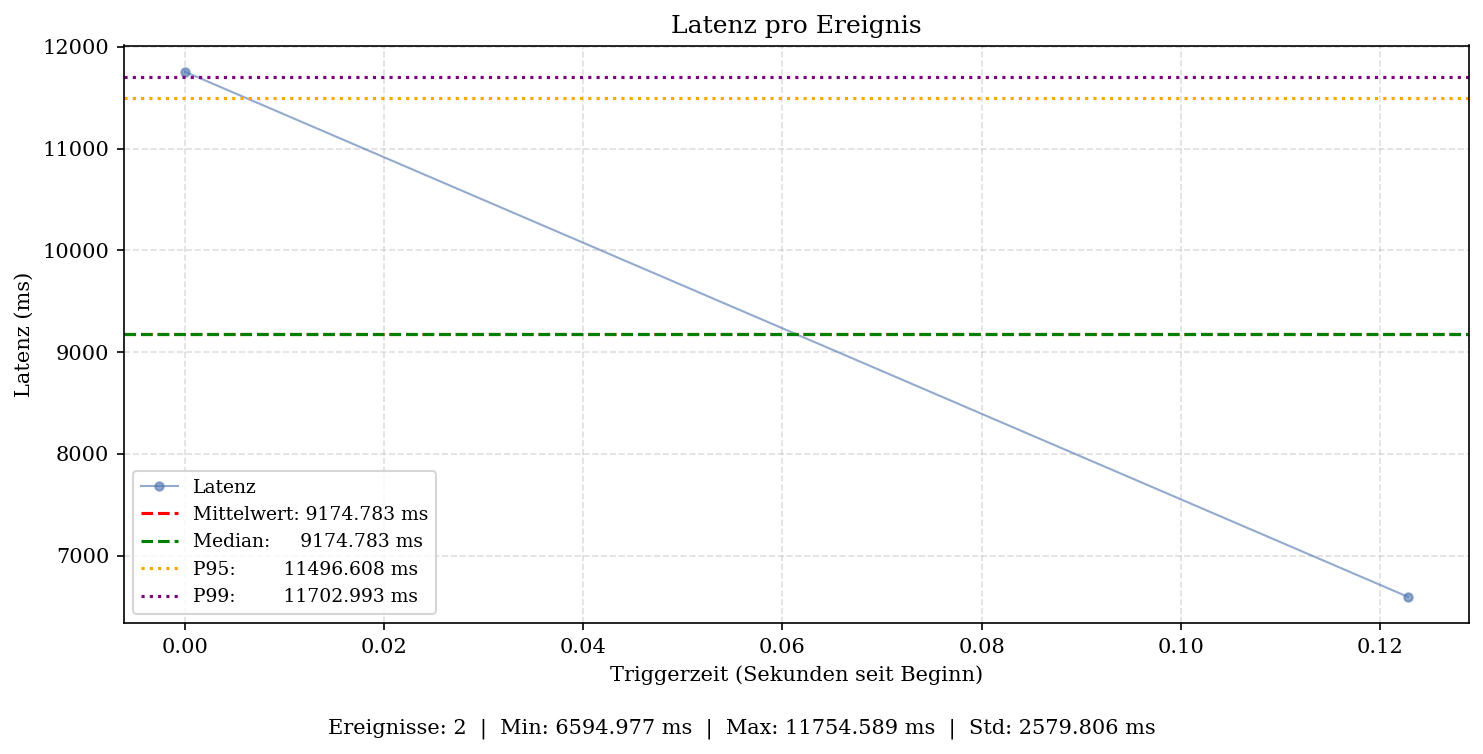 Latenz pro Ereignis
12000
11000
10000
9000
8000
7000
Latenz (ms)
Latenz
Mittelwert: 9174.783 ms
Median: 9174.783 ms
P95: 11496.608 ms
P99: 11702.993 ms
0.00 0.02 0.04 0.06 0.08 0.10 0.12
Triggerzeit (Sekunden seit Beginn)
Ereignisse: 2 | Min: 6594.977 ms | Max: 11754.589 ms | Std: 2579.806 ms